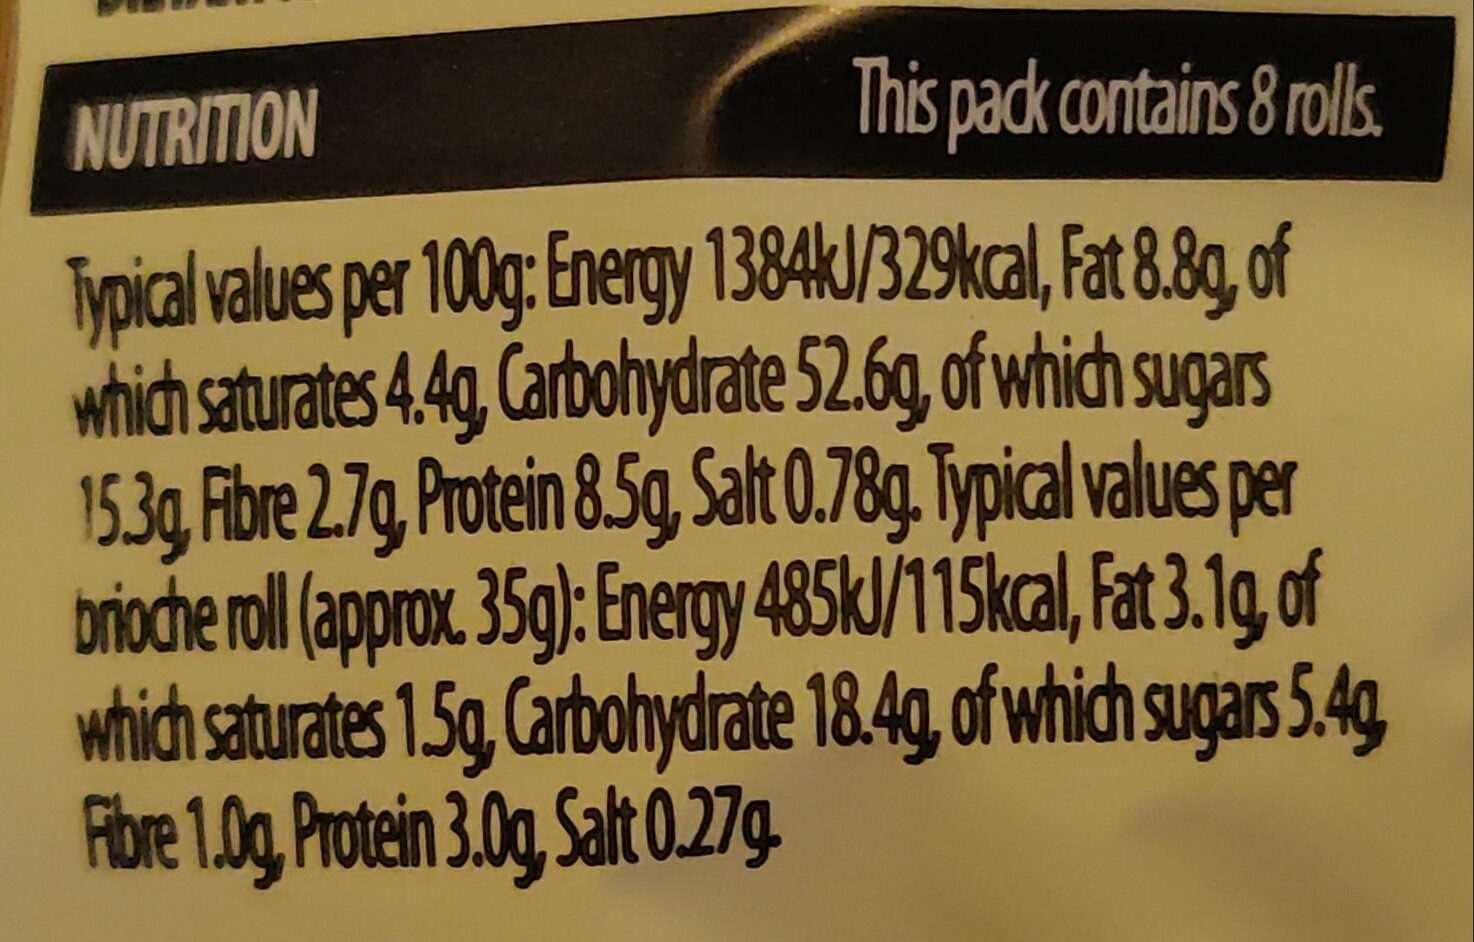 NUTRITION This pack contains 8 rolls.
Typical values per 100g: Energy 1384kJ/329kcal, Fat 8.8g, of
which saturates 4.4g, Carbohydrate 52.6g, of which sugars
15.3g, Fibre 2.7g, Protein 8.5g, Salt 0.78g. Typical values per
brioche roll (approx. 35g): Energy 485kJ/115kcal, Fat 3.1g, of
which saturates 1.5g, Carbohydrate 18.4g, of which sugars 5.4g,
Fibre 1.0g, Protein 3.0g, Salt 0.27g.